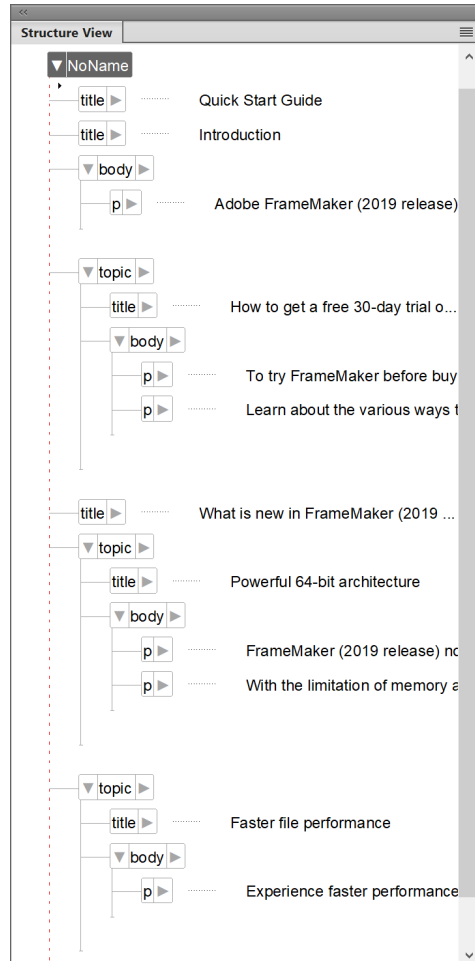 Structure View
NoName
title Quick Start Guide
title Introduction
body
p Adobe FrameMaker (2019 release)
topic
title How to get a free 30-day trial o...
body
p To try FrameMaker before buy
p Learn about the various ways t
title What is new in FrameMaker (2019 ...
topic
title Powerful 64-bit architecture
body
p FrameMaker (2019 release) no
p With the limitation of memory a
topic
title Faster file performance
body
p Experience faster performance